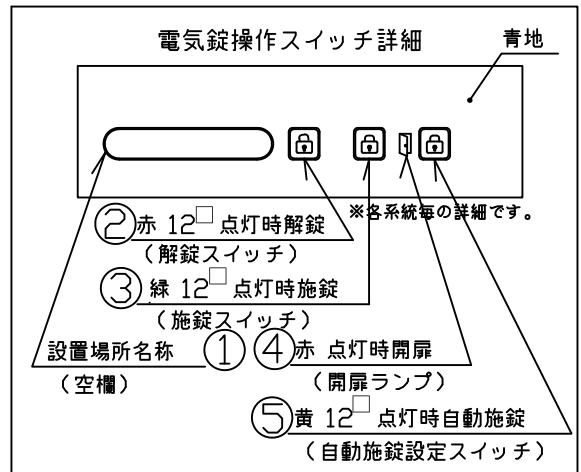 電気錠操作スイッチ詳細
青地
※各系統毎の詳細です。
②赤 12□ 点灯時解錠
(解錠スイッチ)
③緑 12□ 点灯時施錠
(施錠スイッチ)
設置場所名称 ①
(空欄)
④赤 点灯時開扉
(開扉ランプ)
⑤黄 12□ 点灯時自動施錠
(自動施錠設定スイッチ)